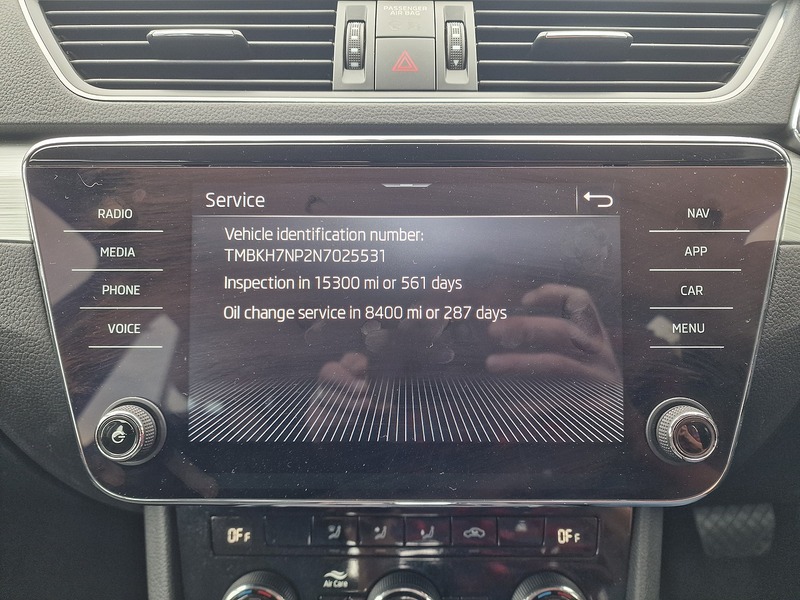 PASSENGER
AIR BAG
Service
Vehicle identification number:
TMBKH7NP2N7025531
Inspection in 15300 mi or 561 days
Oil change service in 8400 mi or 287 days
RADIO
MEDIA
PHONE
VOICE
NAV
APP
CAR
MENU
OFF
OFF
Air Care